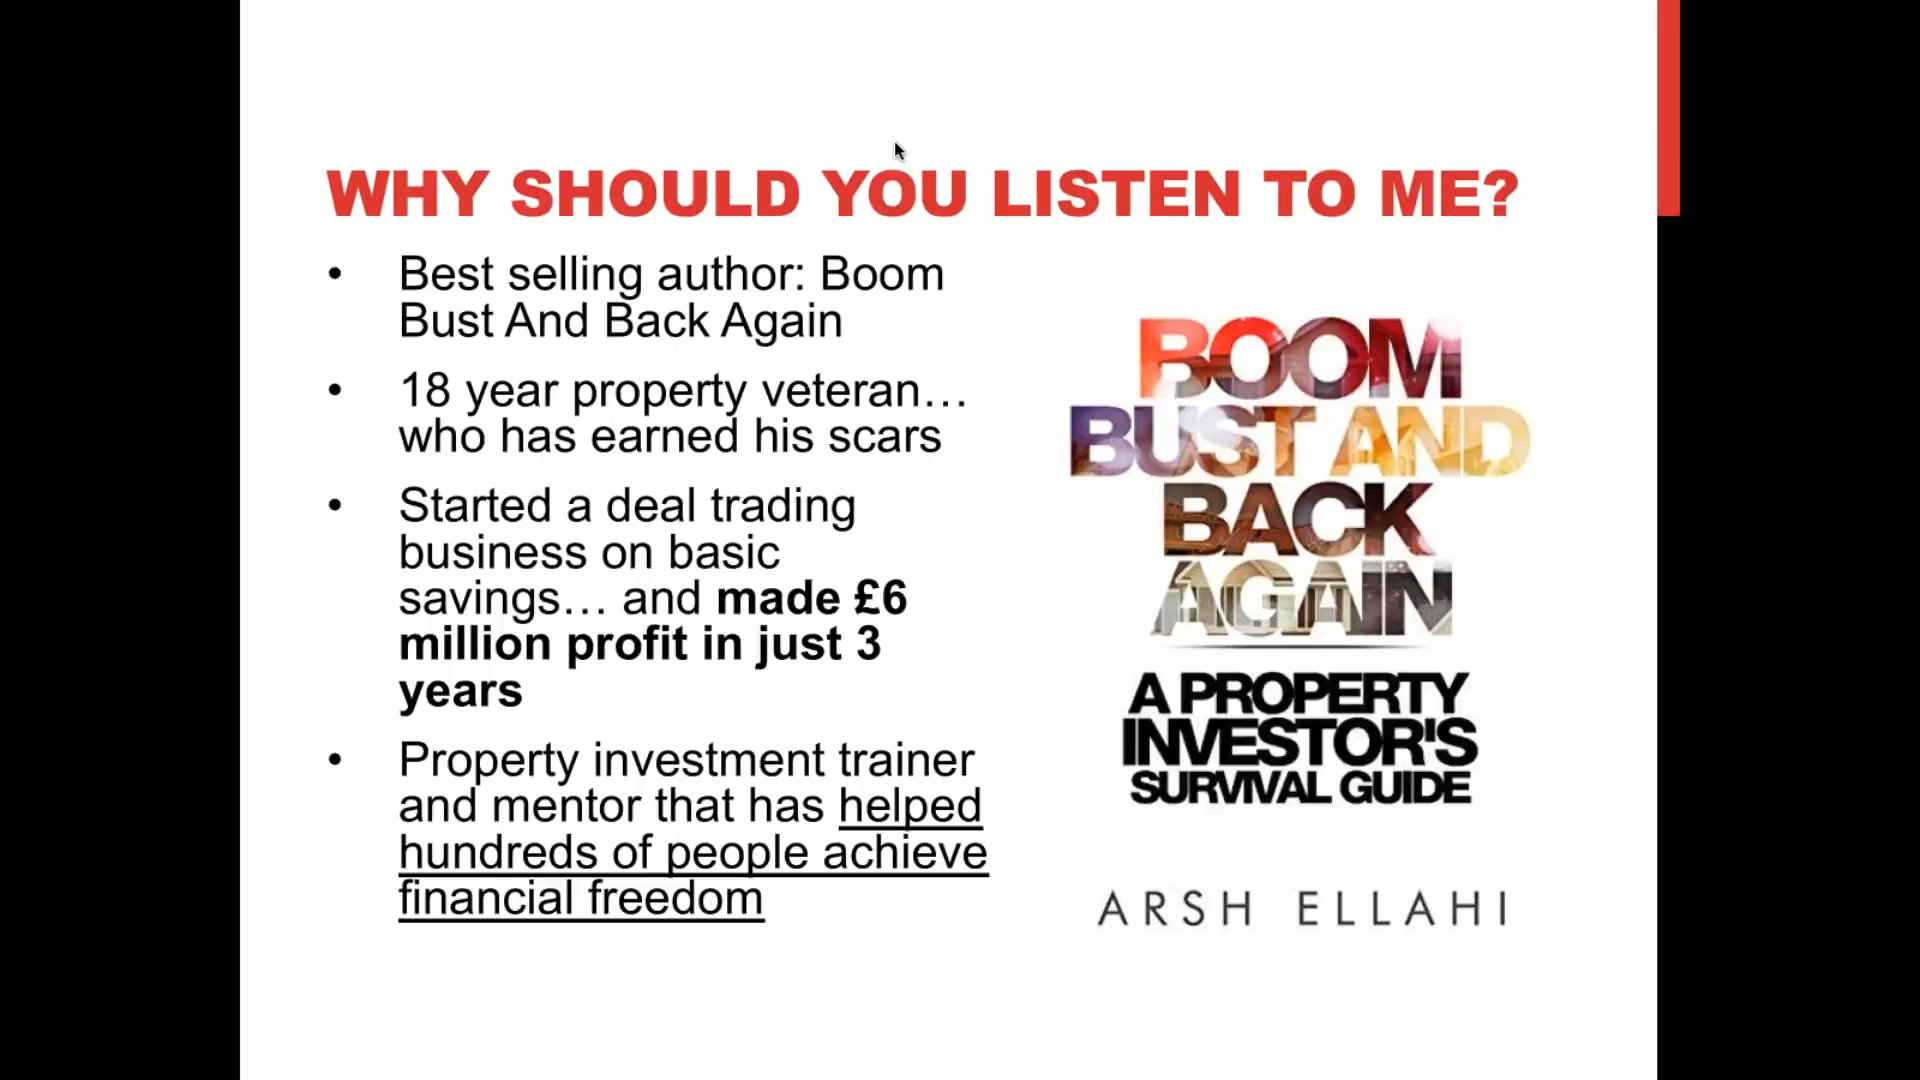 WHY SHOULD YOU LISTEN TO ME?
• Best selling author: Boom
Bust And Back Again
• 18 year property veteran…
who has earned his scars
• Started a deal trading
business on basic
savings… and made £6
million profit in just 3
years
• Property investment trainer
and mentor that has helped
hundreds of people achieve
financial freedom
BOOM
BUST AND
BACK
AGAIN
A PROPERTY
INVESTOR'S
SURVIVAL GUIDE
ARSH ELLAHI